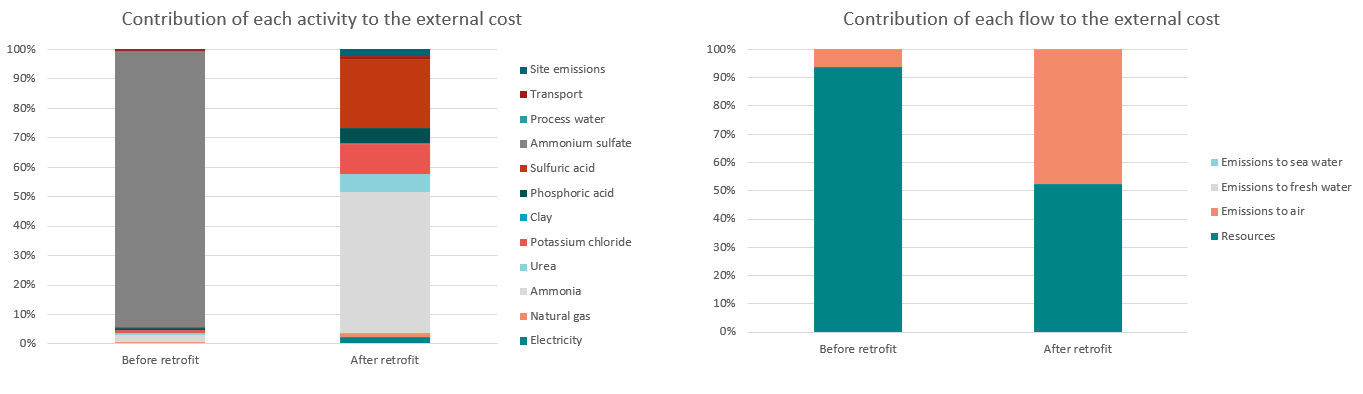 Contribution of each activity to the external cost
100%
90%
80%
70%
60%
50%
40%
30%
20%
10%
0%
Before retrofit
After retrofit
Site emissions
Transport
Process water
Ammonium sulfate
Sulfuric acid
Phosphoric acid
Clay
Potassium chloride
Urea
Ammonia
Natural gas
Electricity
Contribution of each flow to the external cost
100%
90%
80%
70%
60%
50%
40%
30%
20%
10%
0%
Before retrofit
After retrofit
Emissions to sea water
Emissions to fresh water
Emissions to air
Resources